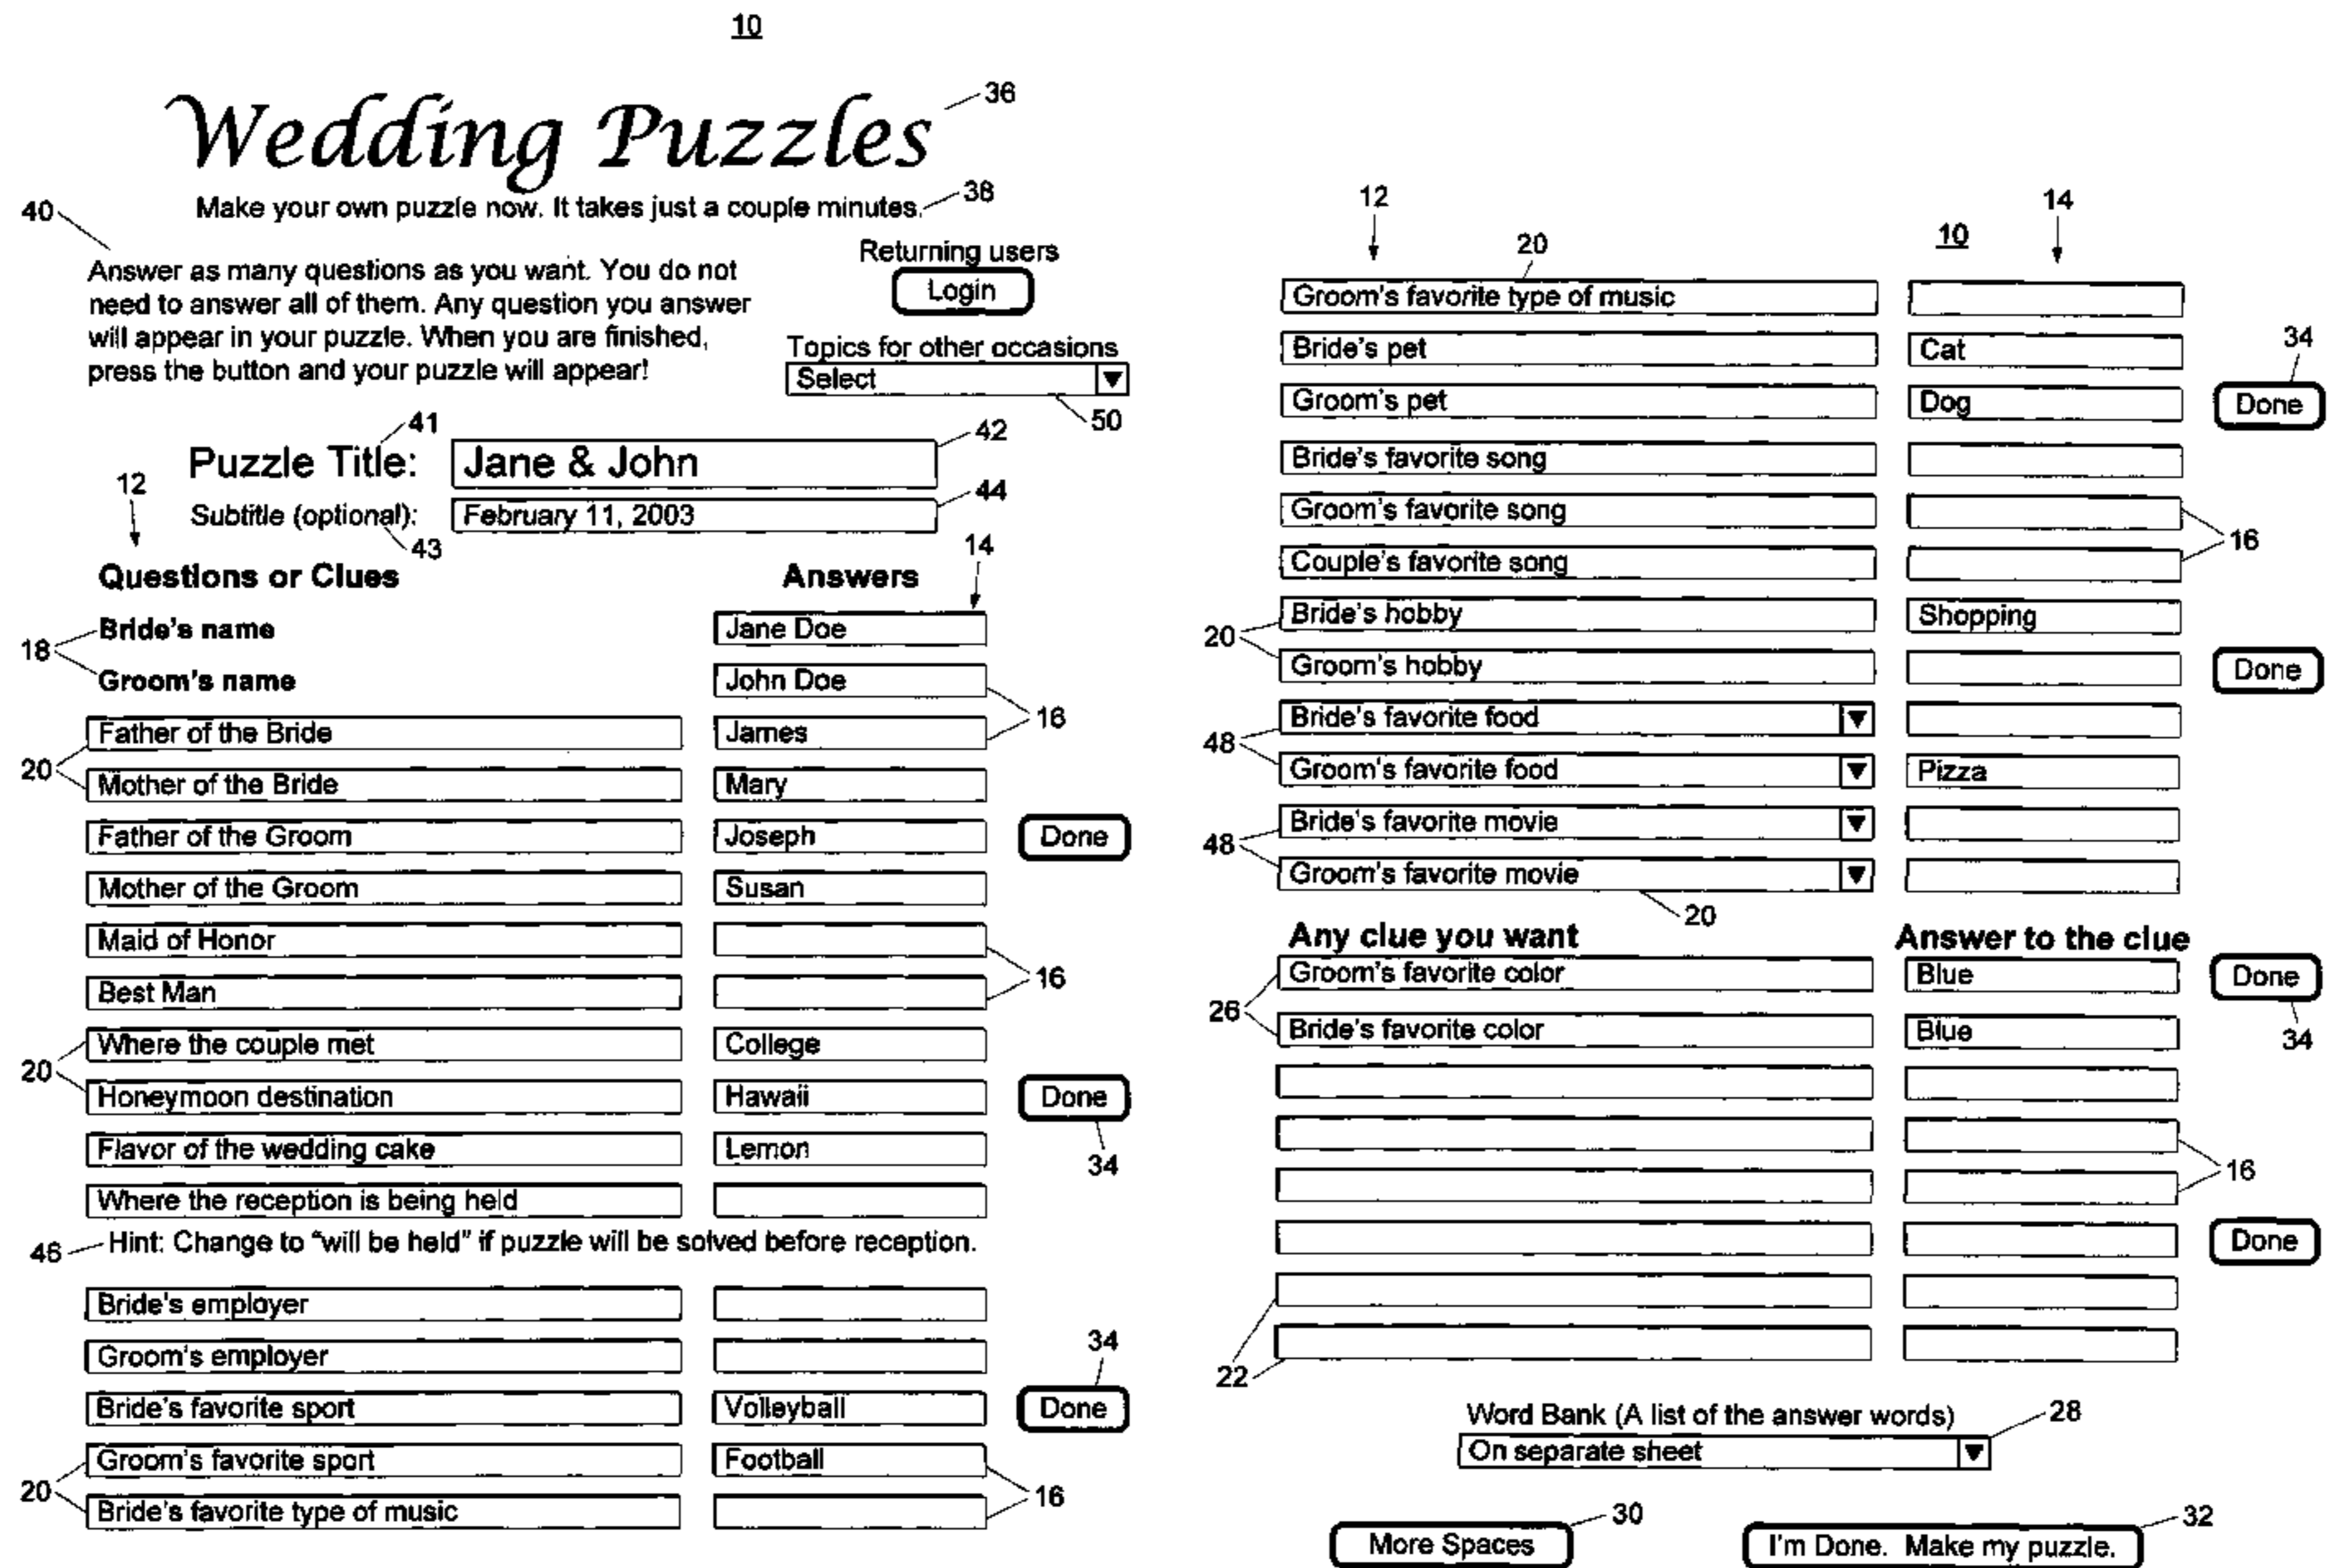 10
Wedding Puzzles
36
Make your own puzzle now. It takes just a couple minutes.
38
40
Answer as many questions as you want. You do not
need to answer all of them. Any question you answer
will appear in your puzzle. When you are finished,
press the button and your puzzle will appear!
Returning users
Login
Topics for other occasions
Select
50
41
Puzzle Title: Jane & John
42
12
Subtitle (optional): February 11, 2003
44
43
14
Questions or Clues Answers
Bride's name Jane Doe
18
Groom's name John Doe
16
Father of the Bride James
20
Mother of the Bride Mary
Father of the Groom Joseph Done
Mother of the Groom Susan
Maid of Honor
16
Best Man
Where the couple met College
20
Honeymoon destination Hawaii Done
Flavor of the wedding cake Lemon
34
Where the reception is being held
46 Hint: Change to "will be held" if puzzle will be solved before reception.
Bride's employer
34
Groom's employer
Bride's favorite sport Volleyball Done
Groom's favorite sport Football
20
16
Bride's favorite type of music
12
14
20
10
Groom's favorite type of music
34
Bride's pet Cat
Groom's pet Dog Done
Bride's favorite song
Groom's favorite song
16
Couple's favorite song
Bride's hobby Shopping
20
Groom's hobby Done
Bride's favorite food
48
Groom's favorite food Pizza
Bride's favorite movie
48
Groom's favorite movie
20
Any clue you want Answer to the clue
Groom's favorite color Blue Done
26
Bride's favorite color Blue
34
16
Done
22
Word Bank (A list of the answer words)
28
On separate sheet
30
32
More Spaces I'm Done. Make my puzzle.